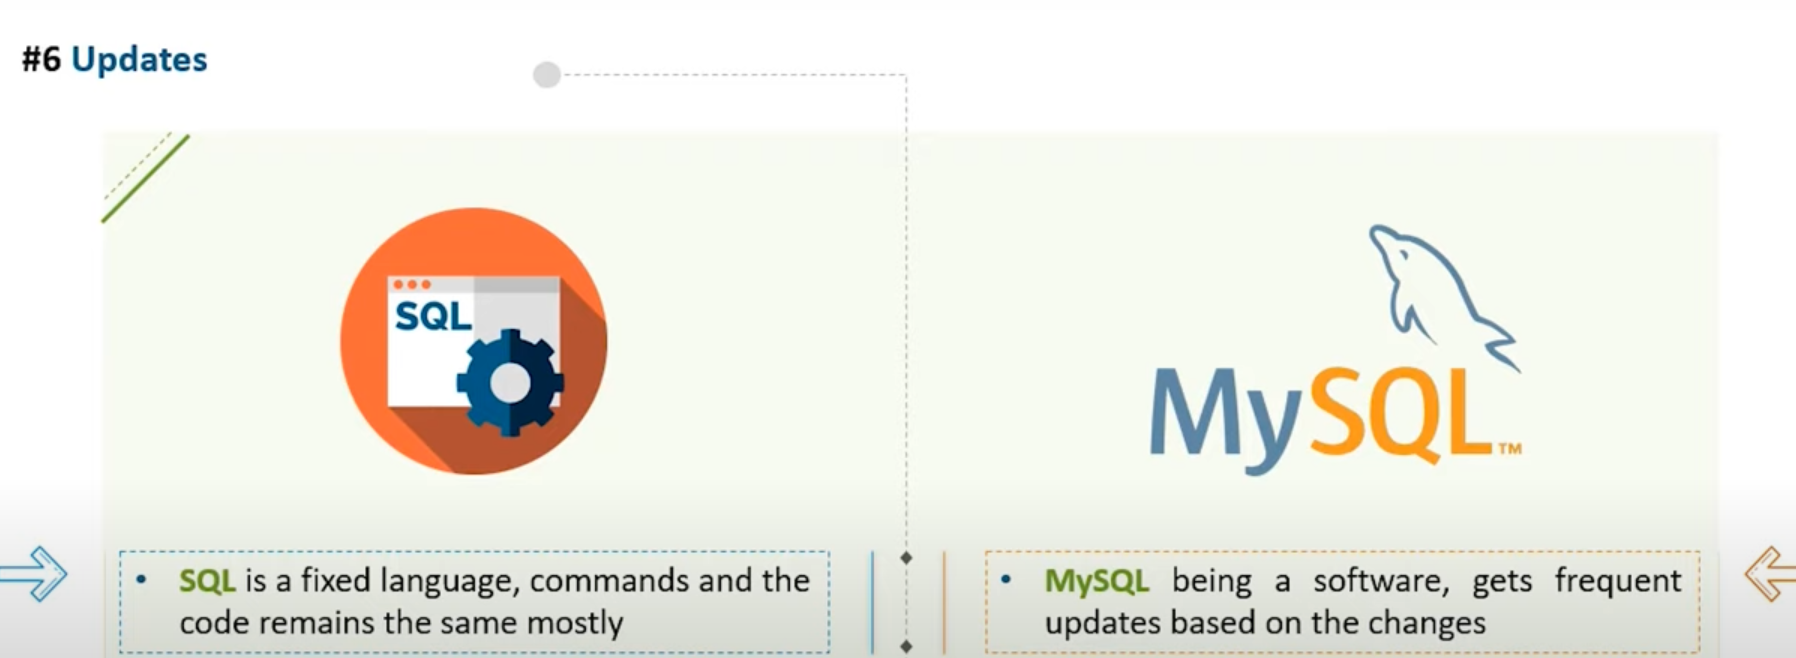 #6 Updates
SQL
MySQL™
• SQL is a fixed language, commands and the
code remains the same mostly
• MySQL being a software, gets frequent
updates based on the changes